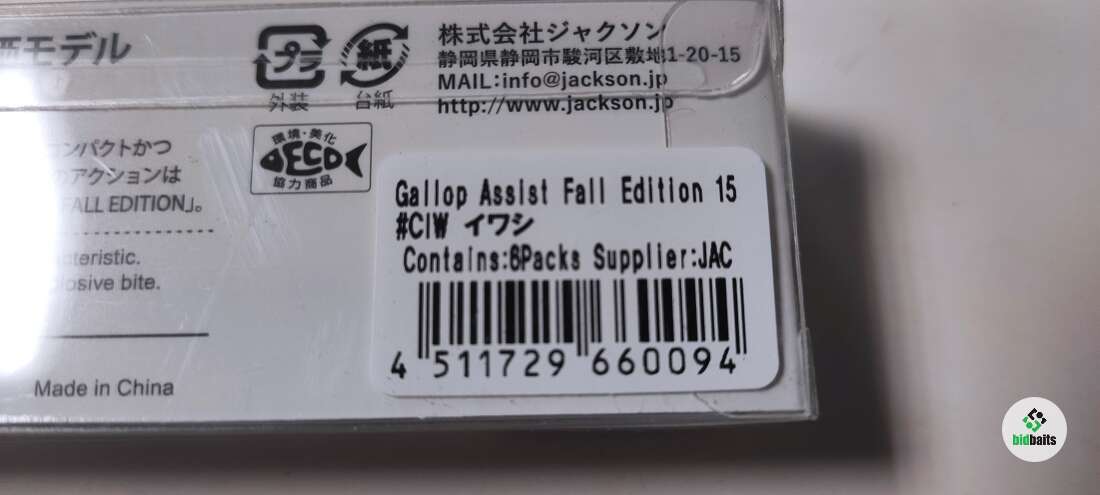 モデル
プラ
外装
紙
台紙
株式会社ジャクソン
静岡県静岡市駿河区敷地1-20-15
MAIL:info@jackson.jp
http://www.jackson.jp
コンパクトかつ
のアクションは
FALL EDITION」。
環境・美化
ECO
協力商品
acteristic.
plosive bite.
Made in China
Gallop Assist Fall Edition 15
#CIW イワシ
Contains:6Packs Supplier:JAC
4 511729 660094
bidbaits